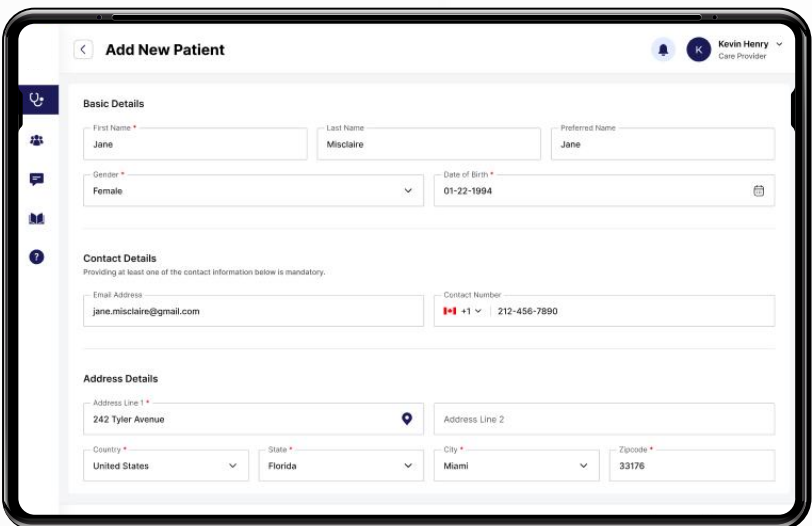 Add New Patient
K
Kevin Henry
Care Provider
Basic Details
First Name *
Jane
Last Name
Misclaire
Preferred Name
Jane
Gender *
Female
Date of Birth *
01-22-1994
Contact Details
Providing at least one of the contact information below is mandatory.
Email Address
jane.misclaire@gmail.com
Contact Number
+1 212-456-7890
Address Details
Address Line 1 *
242 Tyler Avenue
Address Line 2
Country *
United States
State *
Florida
City *
Miami
Zipcode *
33176
?